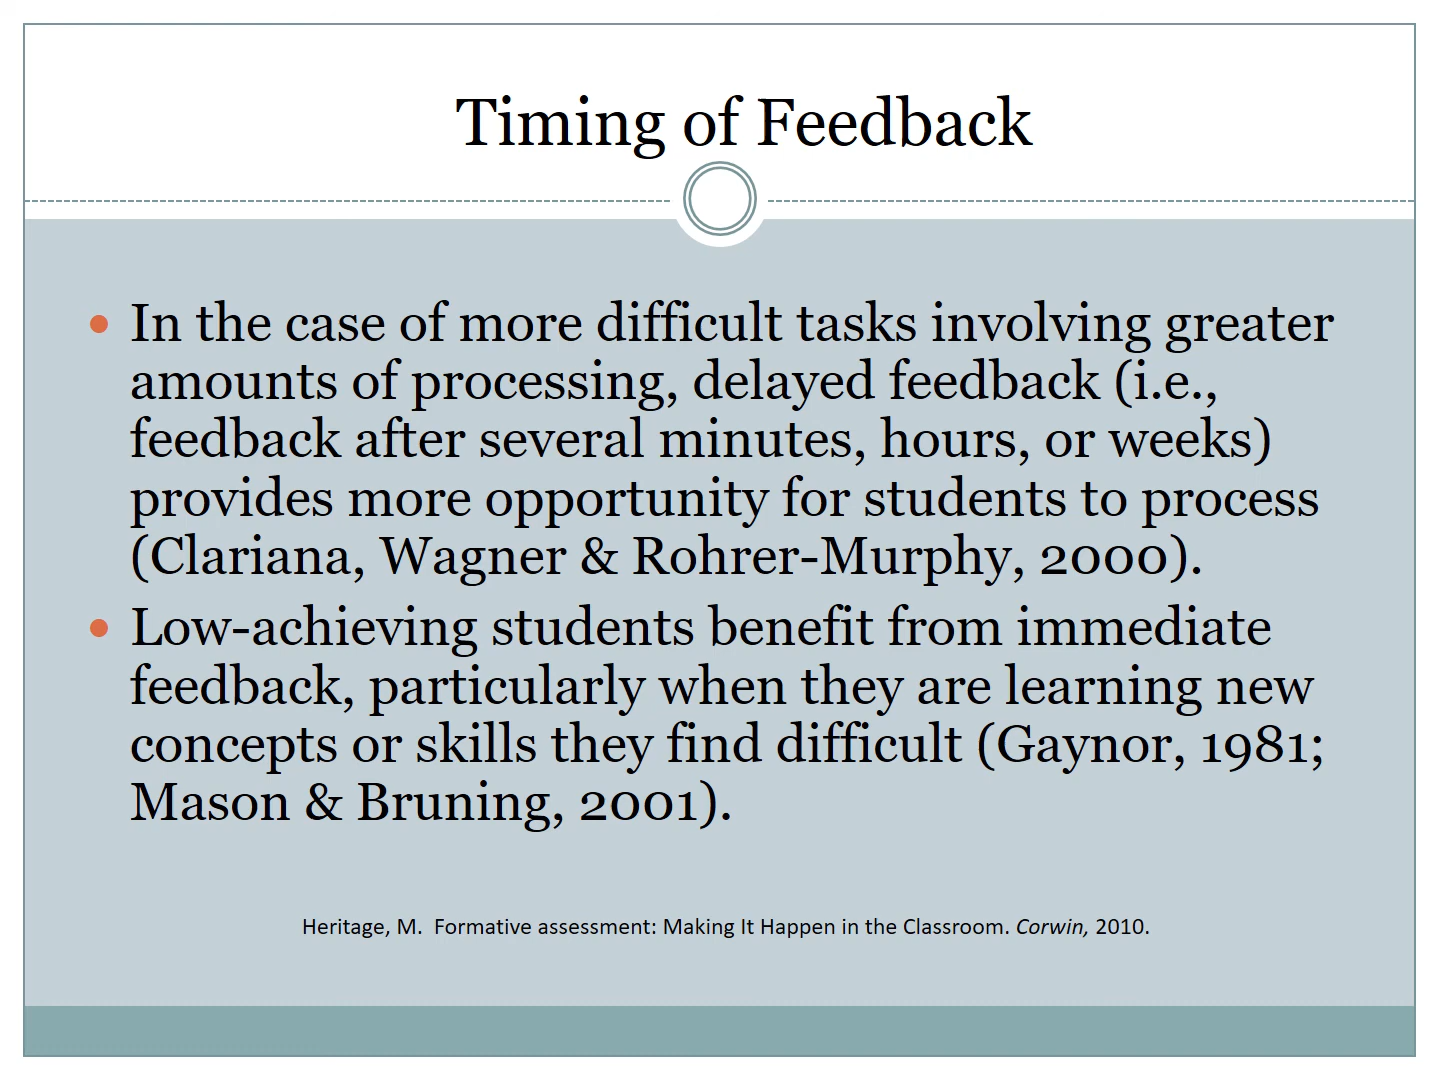 Timing of Feedback
• In the case of more difficult tasks involving greater
amounts of processing, delayed feedback (i.e.,
feedback after several minutes, hours, or weeks)
provides more opportunity for students to process
(Clariana, Wagner & Rohrer-Murphy, 2000).
• Low-achieving students benefit from immediate
feedback, particularly when they are learning new
concepts or skills they find difficult (Gaynor, 1981;
Mason & Bruning, 2001).
Heritage, M.  Formative assessment: Making It Happen in the Classroom. Corwin, 2010.